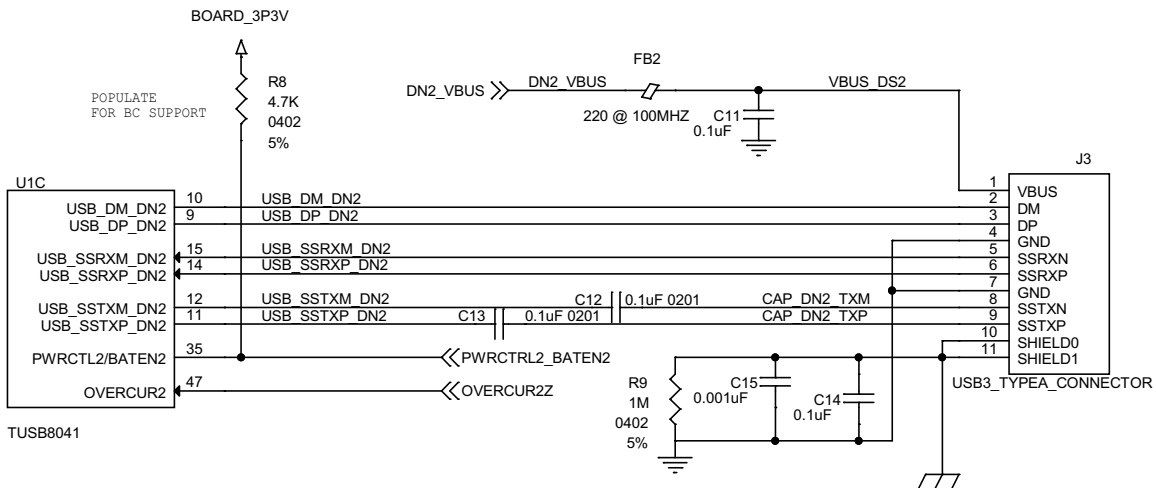 BOARD_3P3V
FB2
R8
4.7K
0402
5%
POPULATE
FOR BC SUPPORT
DN2_VBUS
DN2_VBUS
VBUS_DS2
220 @ 100MHZ
C11
0.1uF
J3
U1C
USB_DM_DN2
10
USB_DM_DN2
1
VBUS
USB_DP_DN2
9
USB_DP_DN2
2
DM
3
DP
4
GND
USB_SSRXM_DN2
15
USB_SSRXM_DN2
5
SSRXN
USB_SSRXP_DN2
14
USB_SSRXP_DN2
6
SSRXP
7
GND
USB_SSTXM_DN2
12
USB_SSTXM_DN2
C12
0.1uF 0201
CAP_DN2_TXM
8
SSTXN
USB_SSTXP_DN2
11
USB_SSTXP_DN2
C13
0.1uF 0201
CAP_DN2_TXP
9
SSTXP
10
SHIELD0
11
SHIELD1
PWRCTL2/BATEN2
35
PWRCTRL2_BATEN2
OVERCUR2
47
OVERCUR2Z
USB3_TYPEA_CONNECTOR
R9
1M
0402
5%
C15
0.001uF
C14
0.1uF
TUSB8041